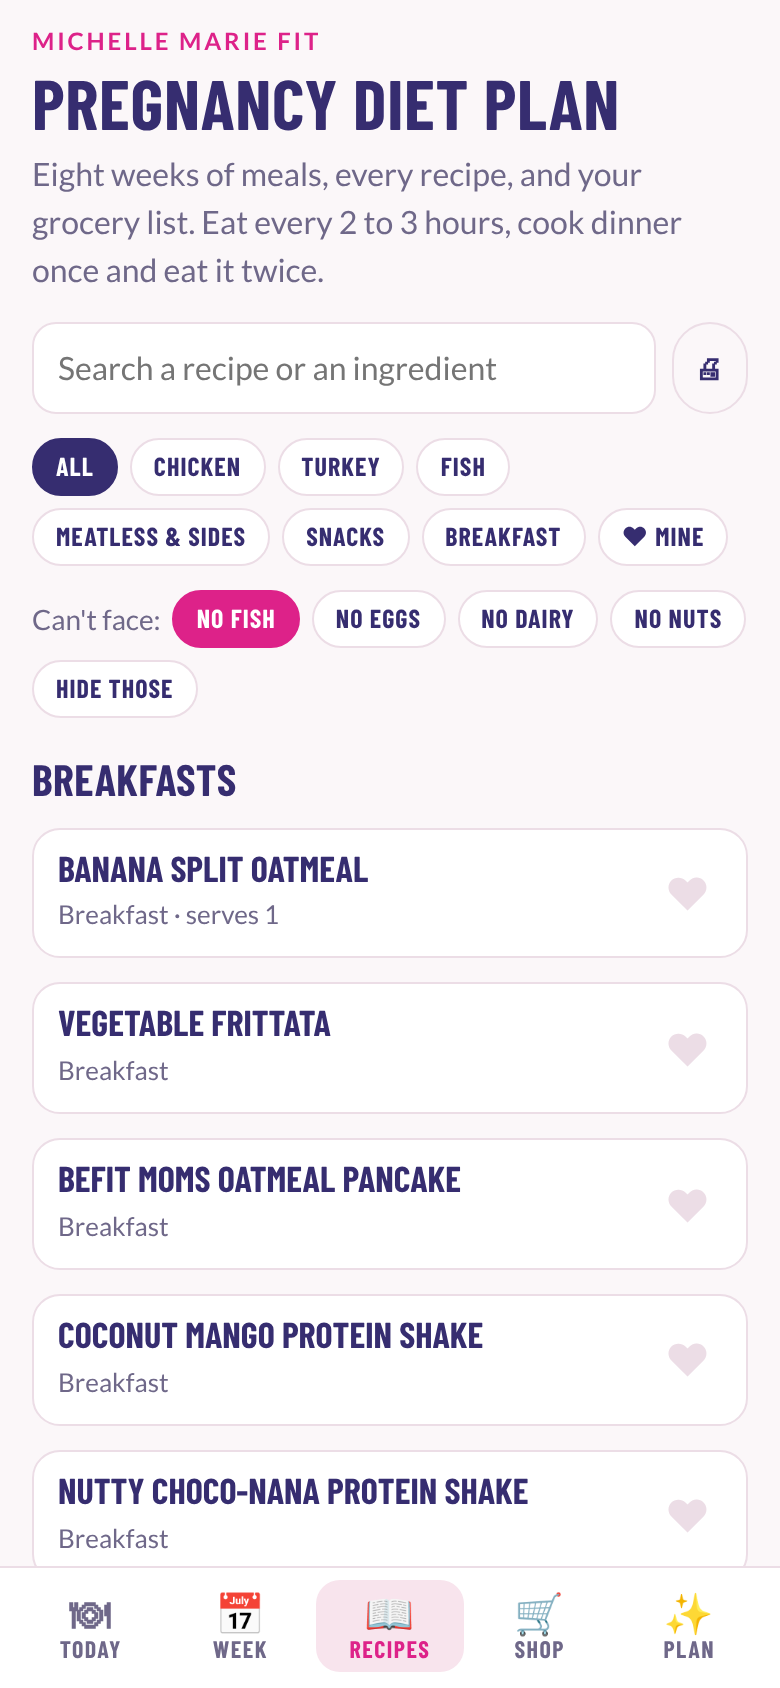 MICHELLE MARIE FIT
PREGNANCY DIET PLAN
Eight weeks of meals, every recipe, and your
grocery list. Eat every 2 to 3 hours, cook dinner
once and eat it twice.
Search a recipe or an ingredient
ALL CHICKEN TURKEY FISH
MEATLESS & SIDES SNACKS BREAKFAST ♥ MINE
Can't face: NO FISH NO EGGS NO DAIRY NO NUTS
HIDE THOSE
BREAKFASTS
BANANA SPLIT OATMEAL
Breakfast · serves 1
VEGETABLE FRITTATA
Breakfast
BEFIT MOMS OATMEAL PANCAKE
Breakfast
COCONUT MANGO PROTEIN SHAKE
Breakfast
NUTTY CHOCO-NANA PROTEIN SHAKE
Breakfast
July
17
TODAY WEEK RECIPES SHOP PLAN